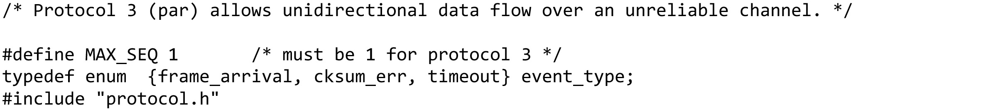 /* Protocol 3 (par) allows unidirectional data flow over an unreliable channel. */
#define MAX_SEQ 1       /* must be 1 for protocol 3 */
typedef enum  {frame_arrival, cksum_err, timeout} event_type;
#include "protocol.h"